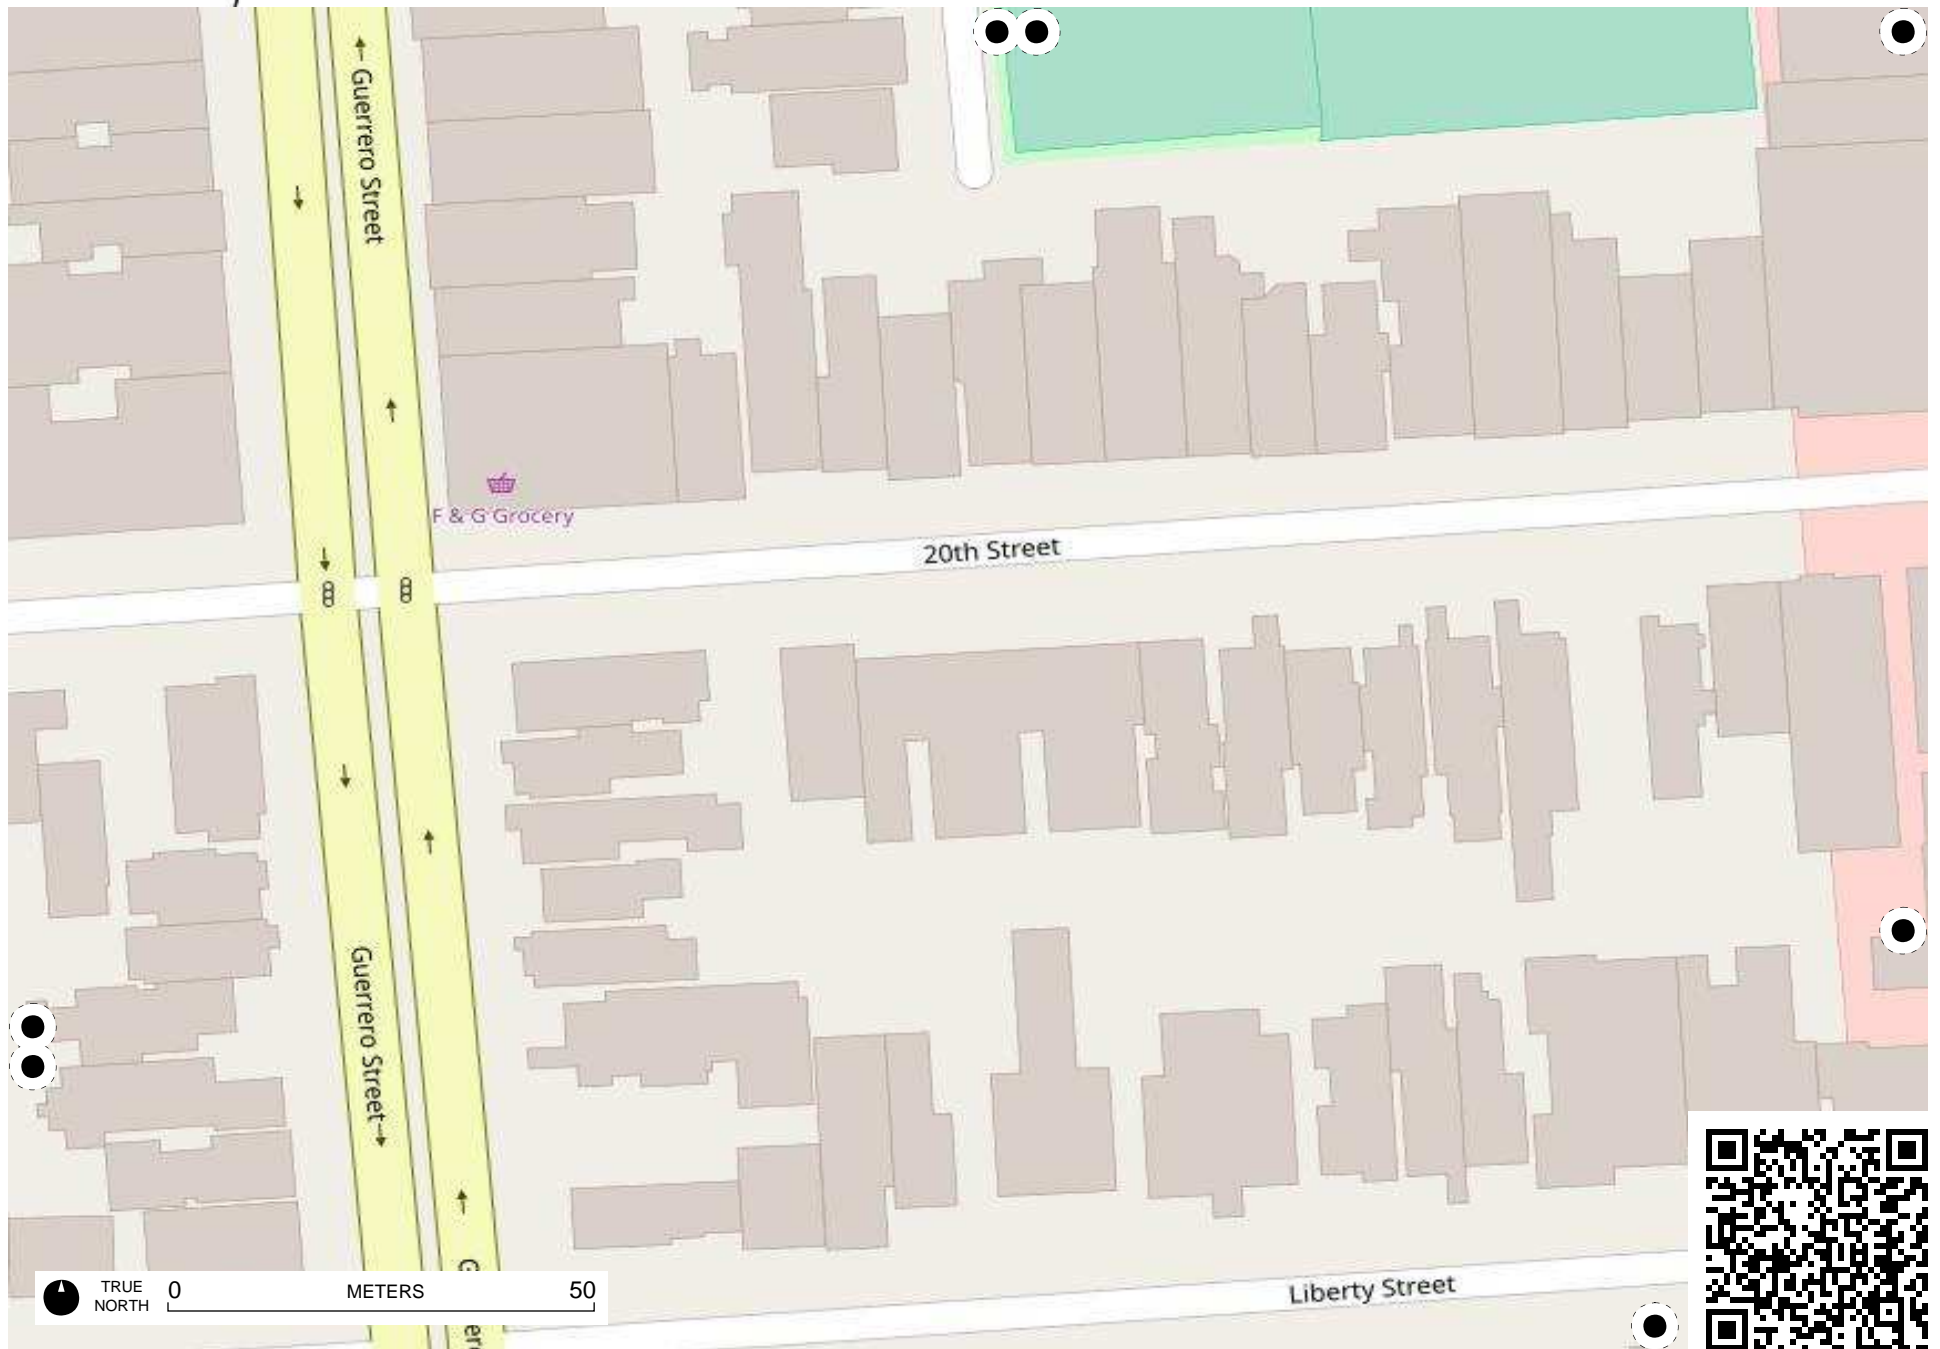 Guerrero Street
F & G Grocery
20th Street
Guerrero Street
Liberty Street
TRUE
NORTH
0
METERS
50